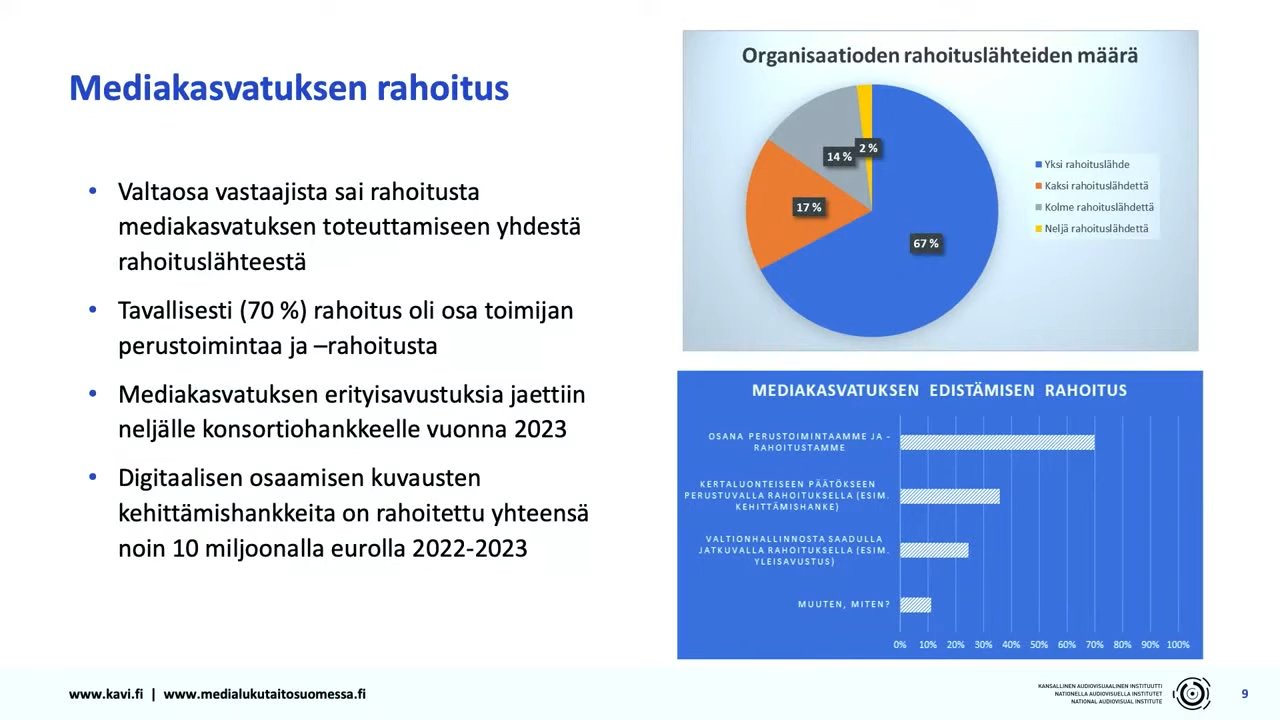 Mediakasvatuksen rahoitus
• Valtaosa vastaajista sai rahoitusta
mediakasvatuksen toteuttamiseen yhdestä
rahoituslähteestä
• Tavallisesti (70 %) rahoitus oli osa toimijan
perustoimintaa ja –rahoitusta
• Mediakasvatuksen erityisavustuksia jaettiin
neljälle konsortiohankkeelle vuonna 2023
• Digitaalisen osaamisen kuvausten
kehittämishankkeita on rahoitettu yhteensä
noin 10 miljoonalla eurolla 2022-2023
Organisaatioden rahoituslähteiden määrä
2 %
14 %
17 %
67 %
Yksi rahoituslähde
Kaksi rahoituslähdettä
Kolme rahoituslähdettä
Neljä rahoituslähdettä
MEDIAKASVATUKSEN EDISTÄMISEN RAHOITUS
OSANA PERUSTOIMINTAAMME JA -
RAHOITUSTAMME
KERTALUONTEISEEN PÄÄTÖKSEEN
PERUSTUVALLA RAHOITUKSELLA (ESIM.
KEHITTÄMISHANKE)
VALTIONHALLINNOSTA SAADULLA
JATKUVALLA RAHOITUKSELLA (ESIM.
YLEISAVUSTUS)
MUUTEN, MITEN?
0% 10% 20% 30% 40% 50% 60% 70% 80% 90% 100%
www.kavi.fi | www.medialukutaitosuomessa.fi
KANSALLINEN AUDIOVISUAALINEN INSTITUUTTI
NATIONELLA AUDIOVISUELLA INSTITUTET
NATIONAL AUDIOVISUAL INSTITUTE
9